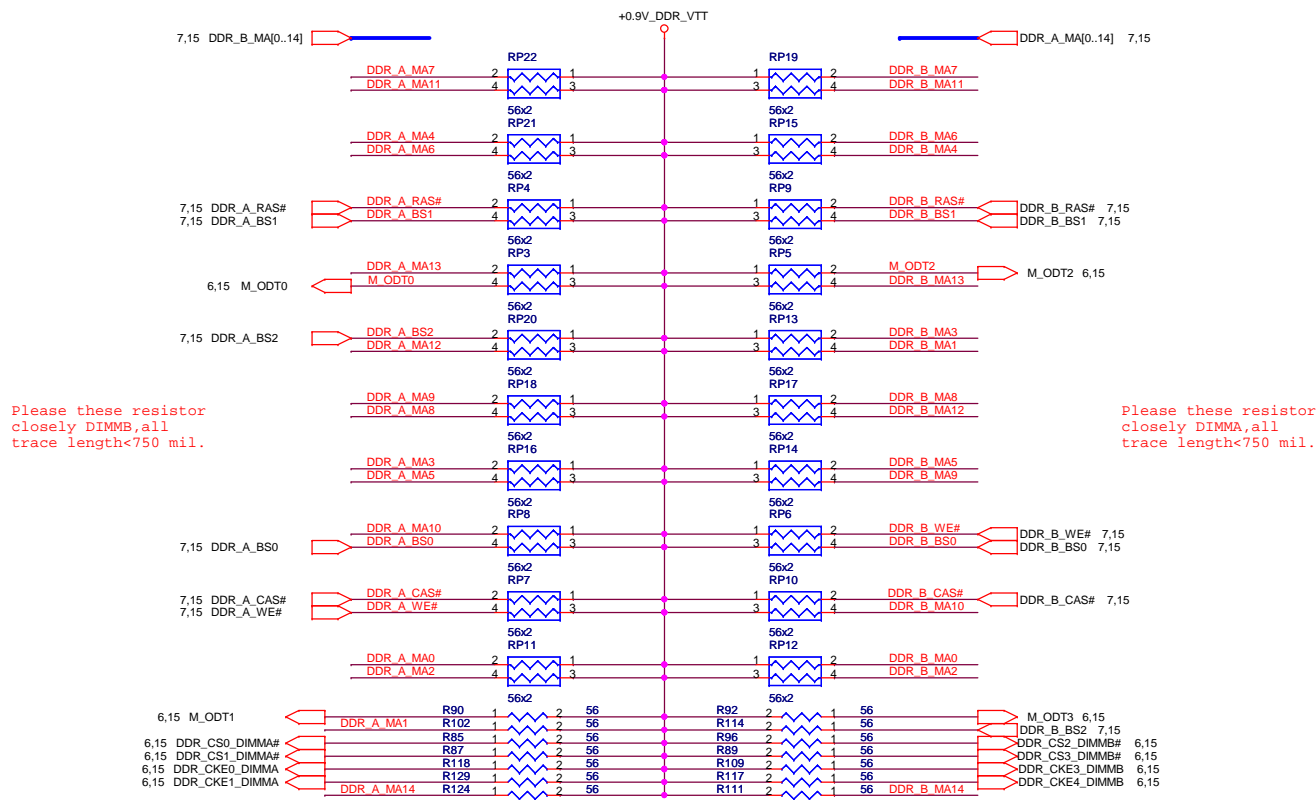 +0.9V_DDR_VTT
7,15 DDR_B_MA[0..14]
DDR_A_MA[0..14] 7,15
RP22 RP19
DDR_A_MA7 2 1 1 2 DDR_B_MA7
DDR_A_MA11 4 3 3 4 DDR_B_MA11
56x2 56x2
RP21 RP15
DDR_A_MA4 2 1 1 2 DDR_B_MA6
DDR_A_MA6 4 3 3 4 DDR_B_MA4
56x2 56x2
RP4 RP9
7,15 DDR_A_RAS# DDR_A_RAS# 2 1 1 2 DDR_B_RAS# DDR_B_RAS# 7,15
7,15 DDR_A_BS1 DDR_A_BS1 4 3 3 4 DDR_B_BS1 DDR_B_BS1 7,15
56x2 56x2
RP3 RP5
DDR_A_MA13 2 1 1 2 M_ODT2 M_ODT2 6,15
6,15 M_ODT0 M_ODT0 4 3 3 4 DDR_B_MA13
56x2 56x2
RP20 RP13
7,15 DDR_A_BS2 DDR_A_BS2 2 1 1 2 DDR_B_MA3
DDR_A_MA12 4 3 3 4 DDR_B_MA1
56x2 56x2
RP18 RP17
DDR_A_MA9 2 1 1 2 DDR_B_MA8
DDR_A_MA8 4 3 3 4 DDR_B_MA12
Please these resistor
closely DIMMB,all
trace length<750 mil.
Please these resistor
closely DIMMA,all
trace length<750 mil.
56x2 56x2
RP16 RP14
DDR_A_MA3 2 1 1 2 DDR_B_MA5
DDR_A_MA5 4 3 3 4 DDR_B_MA9
56x2 56x2
RP8 RP6
DDR_A_MA10 2 1 1 2 DDR_B_WE# DDR_B_WE# 7,15
7,15 DDR_A_BS0 DDR_A_BS0 4 3 3 4 DDR_B_BS0 DDR_B_BS0 7,15
56x2 56x2
RP7 RP10
7,15 DDR_A_CAS# DDR_A_CAS# 2 1 1 2 DDR_B_CAS# DDR_B_CAS# 7,15
7,15 DDR_A_WE# DDR_A_WE# 4 3 3 4 DDR_B_MA10
56x2 56x2
RP11 RP12
DDR_A_MA0 2 1 1 2 DDR_B_MA0
DDR_A_MA2 4 3 3 4 DDR_B_MA2
56x2 56x2
6,15 M_ODT1 R90 1 2 56 R92 2 1 56 M_ODT3 6,15
DDR_A_MA1 R102 1 2 56 R114 2 1 56 DDR_B_BS2 7,15
6,15 DDR_CS0_DIMMA# R85 1 2 56 R96 2 1 56 DDR_CS2_DIMMB# 6,15
6,15 DDR_CS1_DIMMA# R87 1 2 56 R89 2 1 56 DDR_CS3_DIMMB# 6,15
6,15 DDR_CKE0_DIMMA R118 1 2 56 R109 2 1 56 DDR_CKE3_DIMMB 6,15
6,15 DDR_CKE1_DIMMA R129 1 2 56 R117 2 1 56 DDR_CKE4_DIMMB 6,15
DDR_A_MA14 R124 1 2 56 R111 2 1 56 DDR_B_MA14